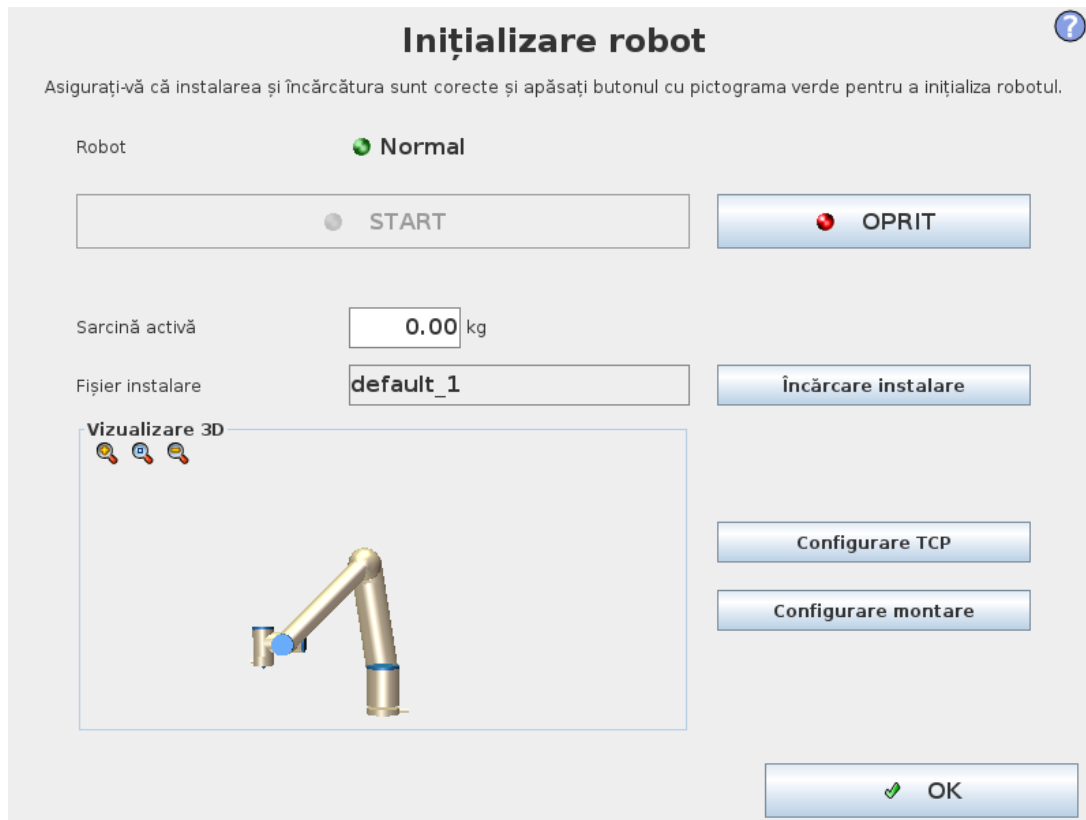 Inițializare robot
?
Asigurați-vă că instalarea și încărcătura sunt corecte și apăsați butonul cu pictograma verde pentru a inițializa robotul.
Robot Normal
START OPRIT
Sarcină activă 0.00 kg
Fișier instalare default_1 Încărcare instalare
Vizualizare 3D
Configurare TCP
Configurare montare
OK